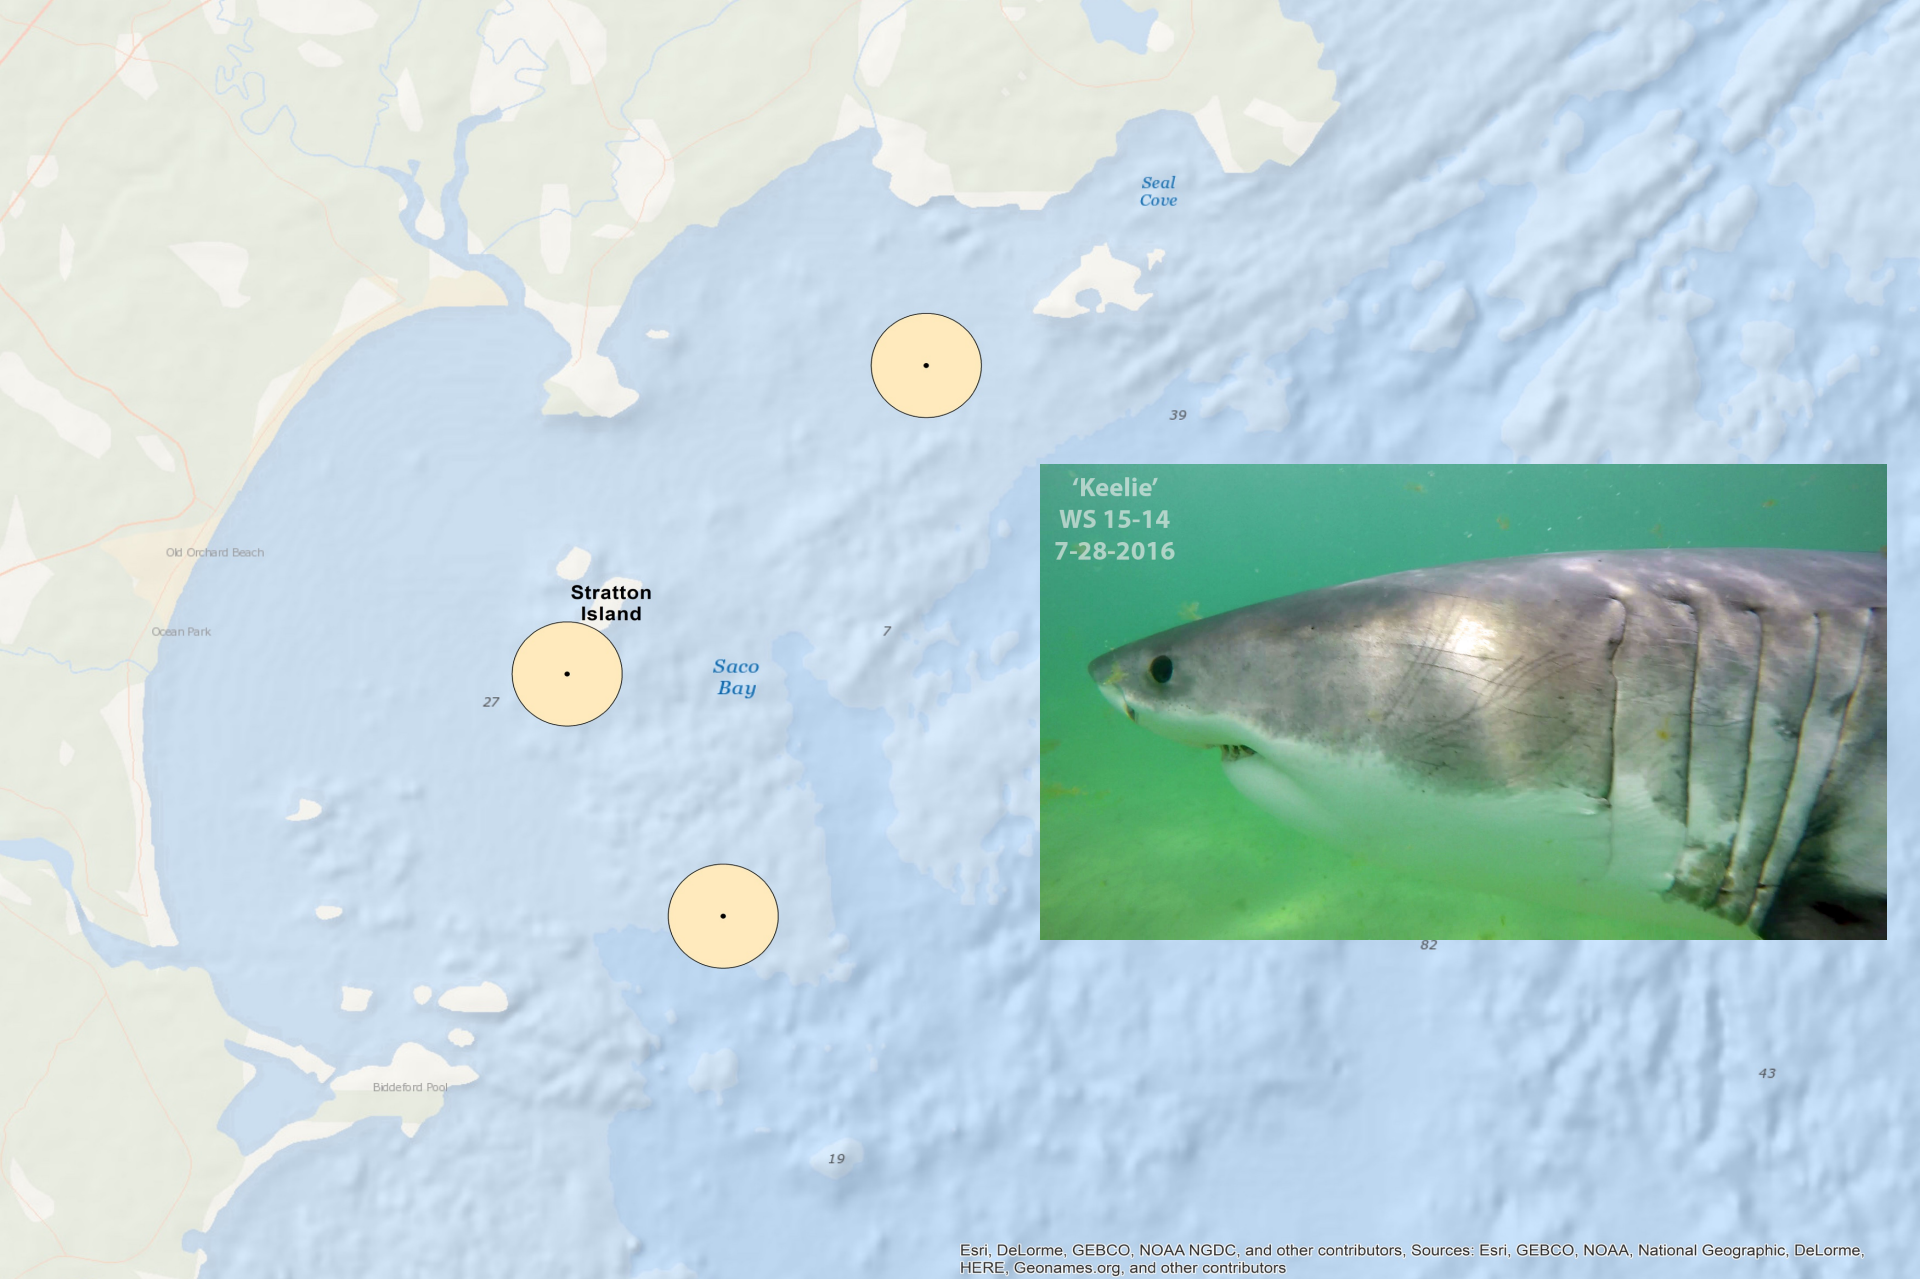 Seal
Cove
39
‘Keelie’
WS 15-14
7-28-2016
Old Orchard Beach
Stratton
Island
Ocean Park
7
Saco
Bay
27
82
43
Biddeford Pool
19
Esri, DeLorme, GEBCO, NOAA NGDC, and other contributors, Sources: Esri, GEBCO, NOAA, National Geographic, DeLorme,
HERE, Geonames.org, and other contributors